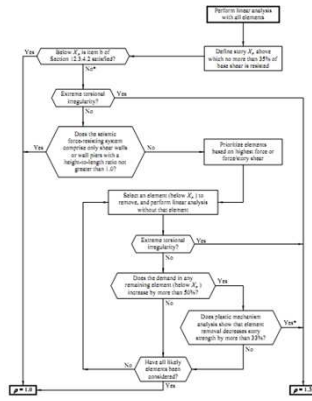 Perform linear analysis
with all elements
Define story Xₙ above
which no more than 35% of
base shear is resisted
Below Xₙ is item b of
Section 12.3.4.2 satisfied?
Yes
No*
Extreme torsional
irregularity?
Yes
No
Does the seismic
force-resisting system
comprise only shear walls
or wall piers with a
height-to-length ratio not
greater than 1.0?
Yes
No
Prioritize elements
based on highest force or
force/story shear
Select an element (below Xₙ) to
remove, and perform linear analysis
without that element
Extreme torsional
irregularity?
Yes
No
Does the demand in any
remaining element (below Xₙ)
increase by more than 50%?
Yes
No
Does plastic mechanism
analysis show that element
removal decreases story
strength by more than 33%?
Yes*
No
Have all likely
elements been
considered?
No
Yes
ρ = 1.0
ρ = 1.3